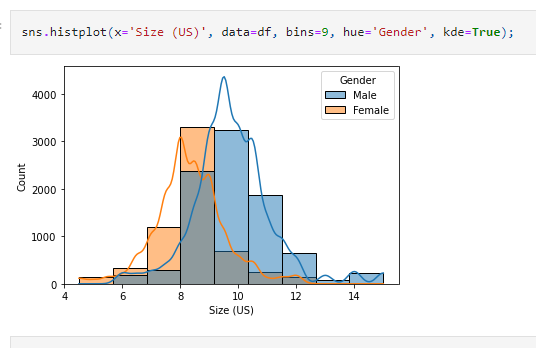 sns.histplot(x='Size (US)', data=df, bins=9, hue='Gender', kde=True);
Gender
Male
Female
4000
3000
2000
1000
0
Count
4 6 8 10 12 14
Size (US)